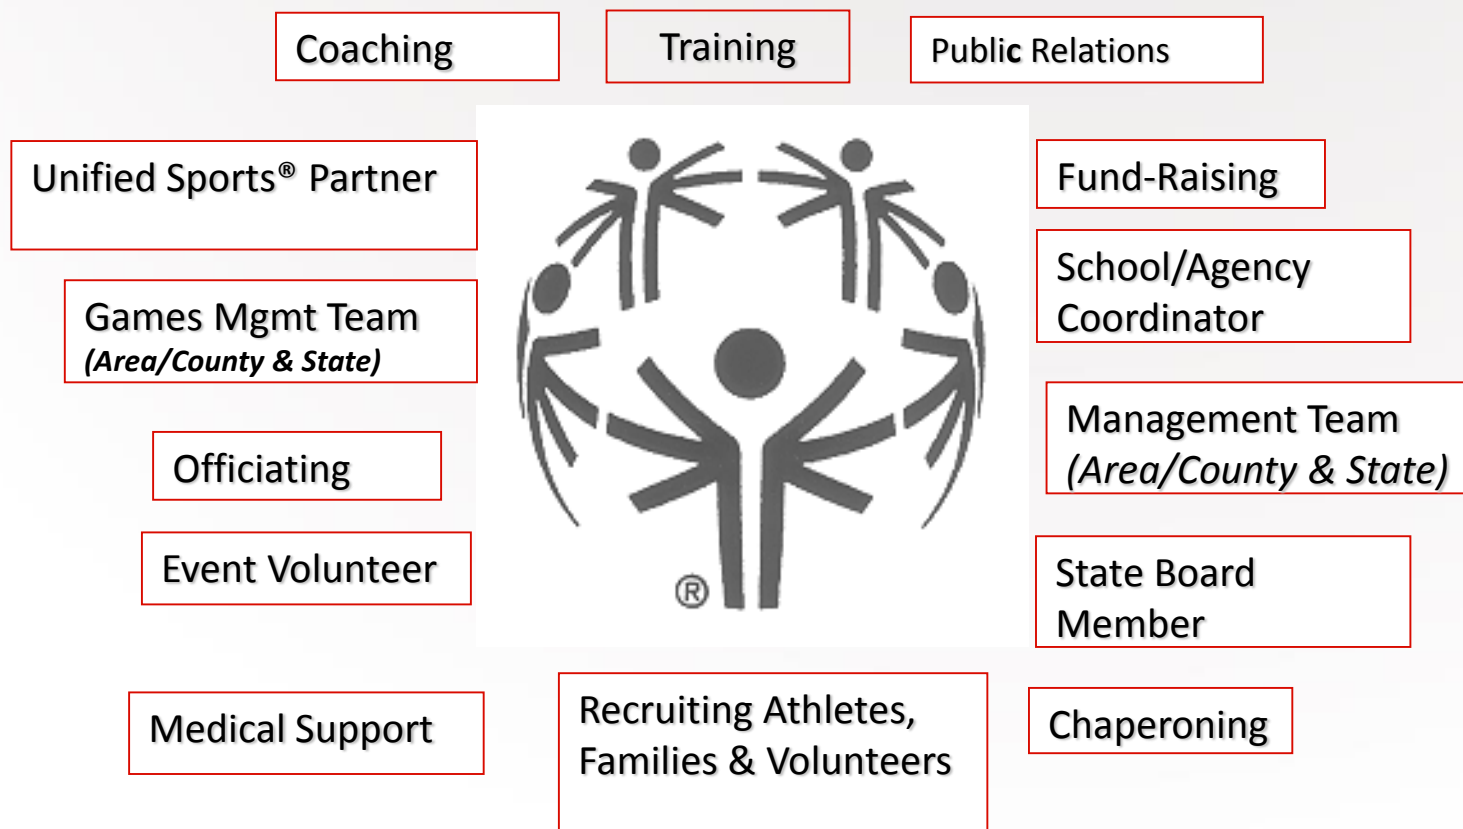 Coaching
Training
Public Relations
Unified Sports® Partner
Fund-Raising
School/Agency
Coordinator
Games Mgmt Team
(Area/County & State)
Management Team
(Area/County & State)
Officiating
Event Volunteer
State Board
Member
®
Medical Support
Recruiting Athletes,
Families & Volunteers
Chaperoning